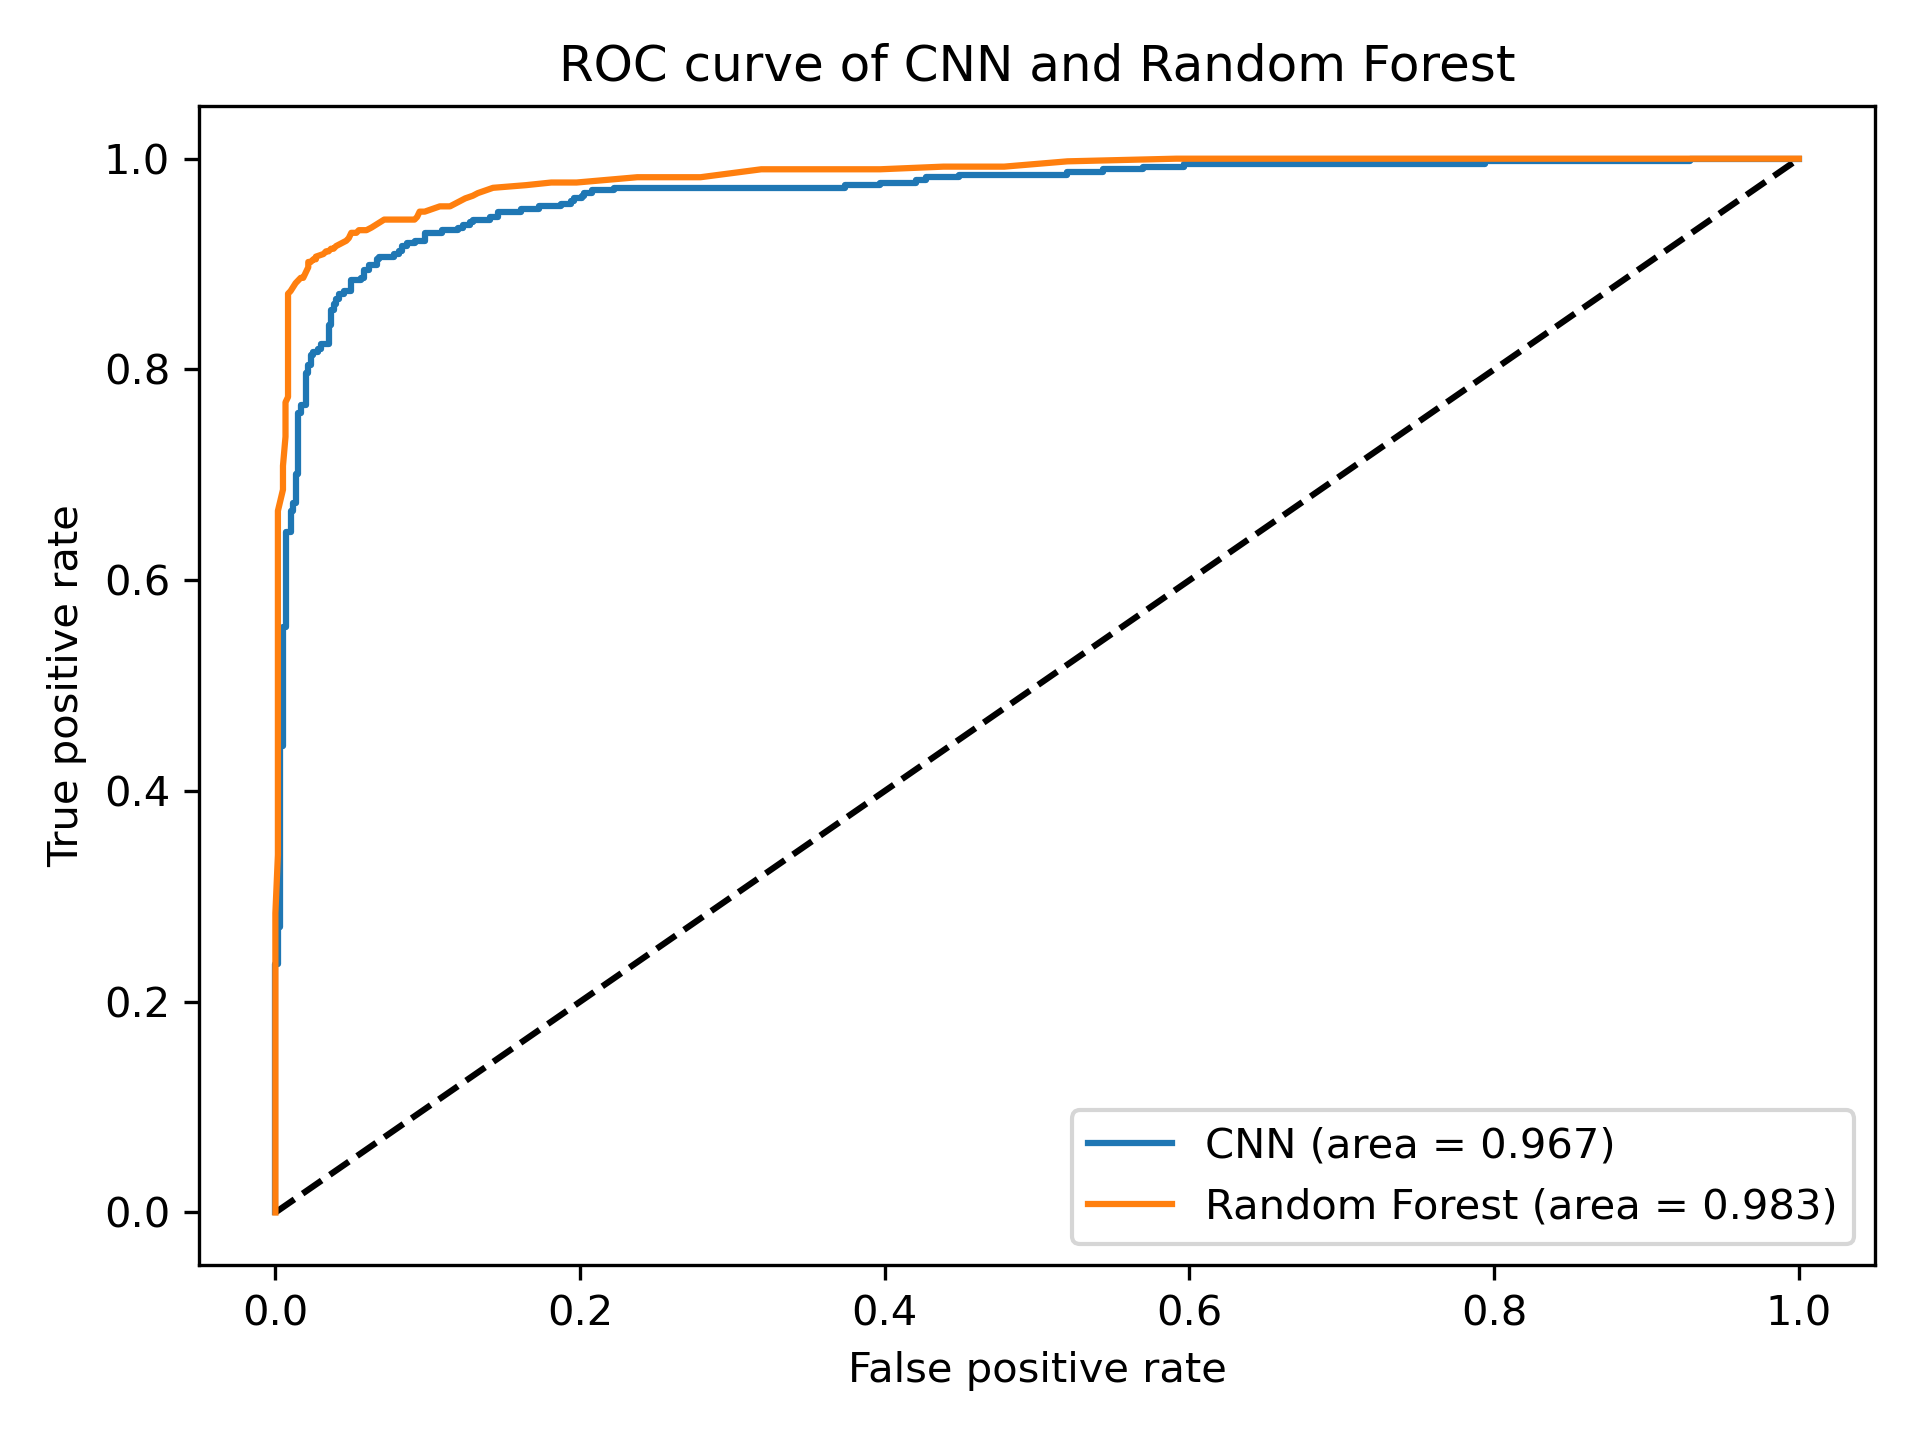 ROC curve of CNN and Random Forest
True positive rate
1.0
0.8
0.6
0.4
0.2
0.0
CNN (area = 0.967)
Random Forest (area = 0.983)
0.0 0.2 0.4 0.6 0.8 1.0
False positive rate